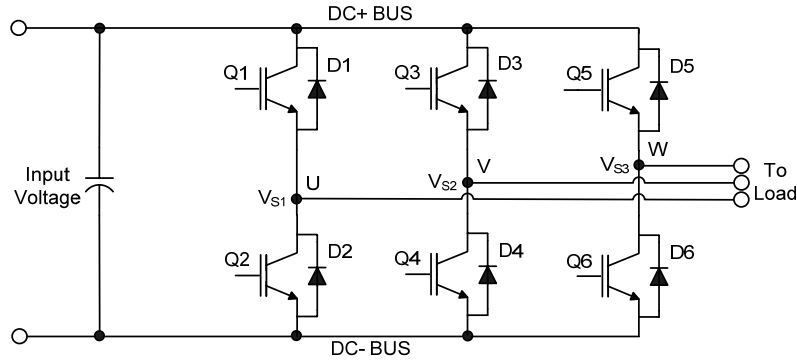 DC+ BUS
Q1
D1
Q3
D3
Q5
D5
Input
Voltage
U
V
W
VS1
VS2
VS3
To
Load
Q2
D2
Q4
D4
Q6
D6
DC- BUS